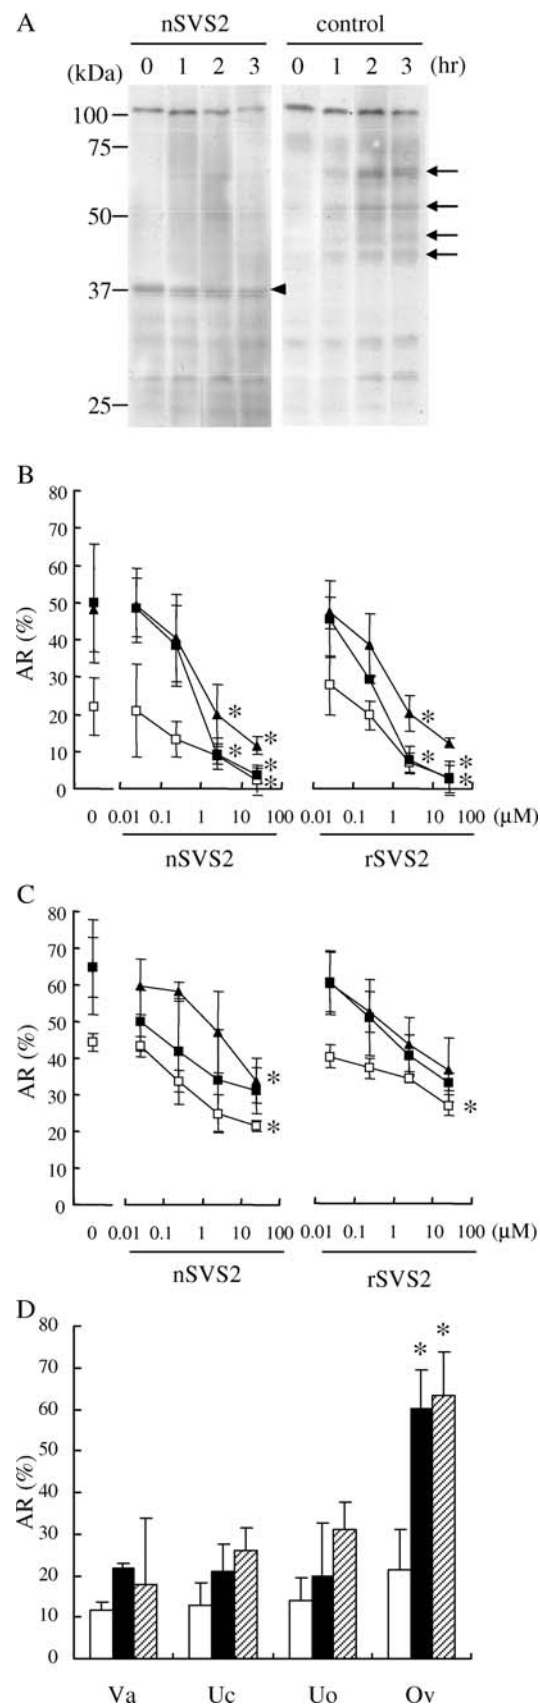 A
nSVS2 control
(kDa) 0 1 2 3 0 1 2 3 (hr)
100
75
50
37
25
B
80
70
60
50
40
30
20
10
0
AR (%)
* * * * *
* * * *
0 0.01 0.1 1 10 100 0.01 0.1 1 10 100 (μM)
nSVS2 rSVS2
C
80
70
60
50
40
30
20
10
0
AR (%)
* *
*
0 0.01 0.1 1 10 100 0.01 0.1 1 10 100 (μM)
nSVS2 rSVS2
D
80
70
60
50
40
30
20
10
0
AR (%)
* *
Va Uc Uo Ov